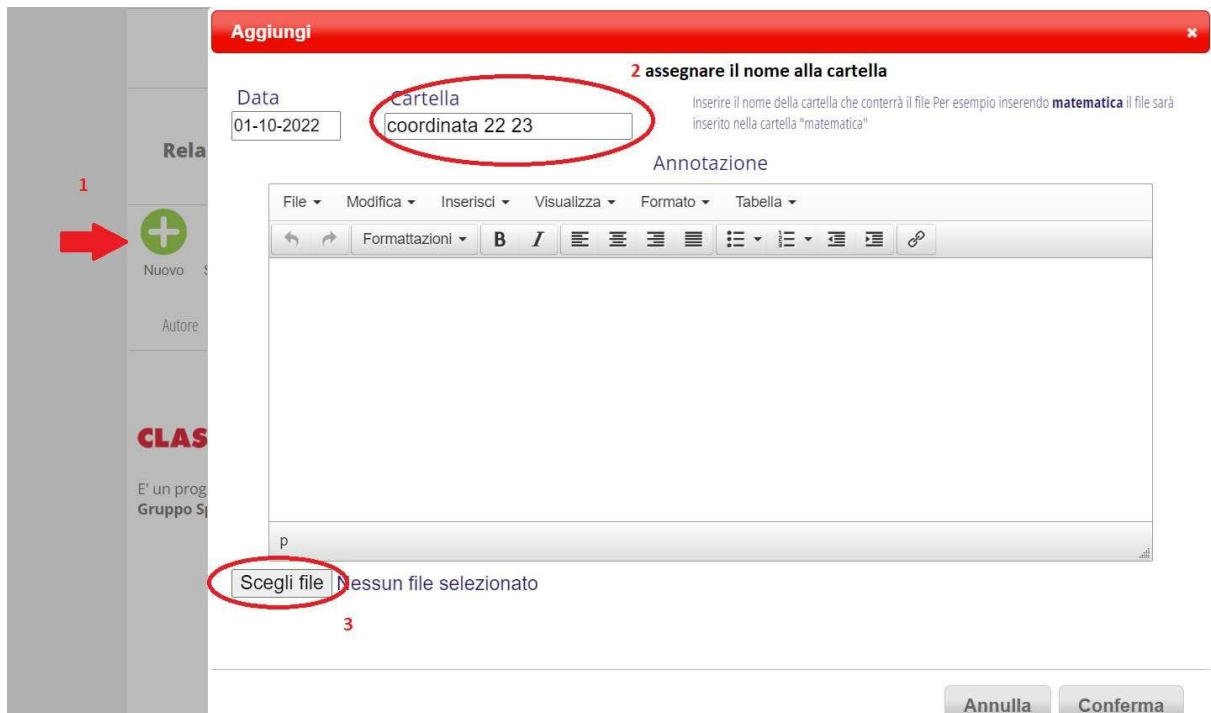 Aggiungi
×
2 assegnare il nome alla cartella
Data
Cartella
01-10-2022
coordinata 22 23
Inserire il nome della cartella che conterrà il file Per esempio inserendo matematica il file sarà
inserito nella cartella "matematica"
Rela
Annotazione
1
File
Modifica
Inserisci
Visualizza
Formato
Tabella
Formattazioni
B
I
Nuovo
Autore
CLAS
E' un prog
Gruppo Sp
p
Scegli file
Nessun file selezionato
3
Annulla
Conferma